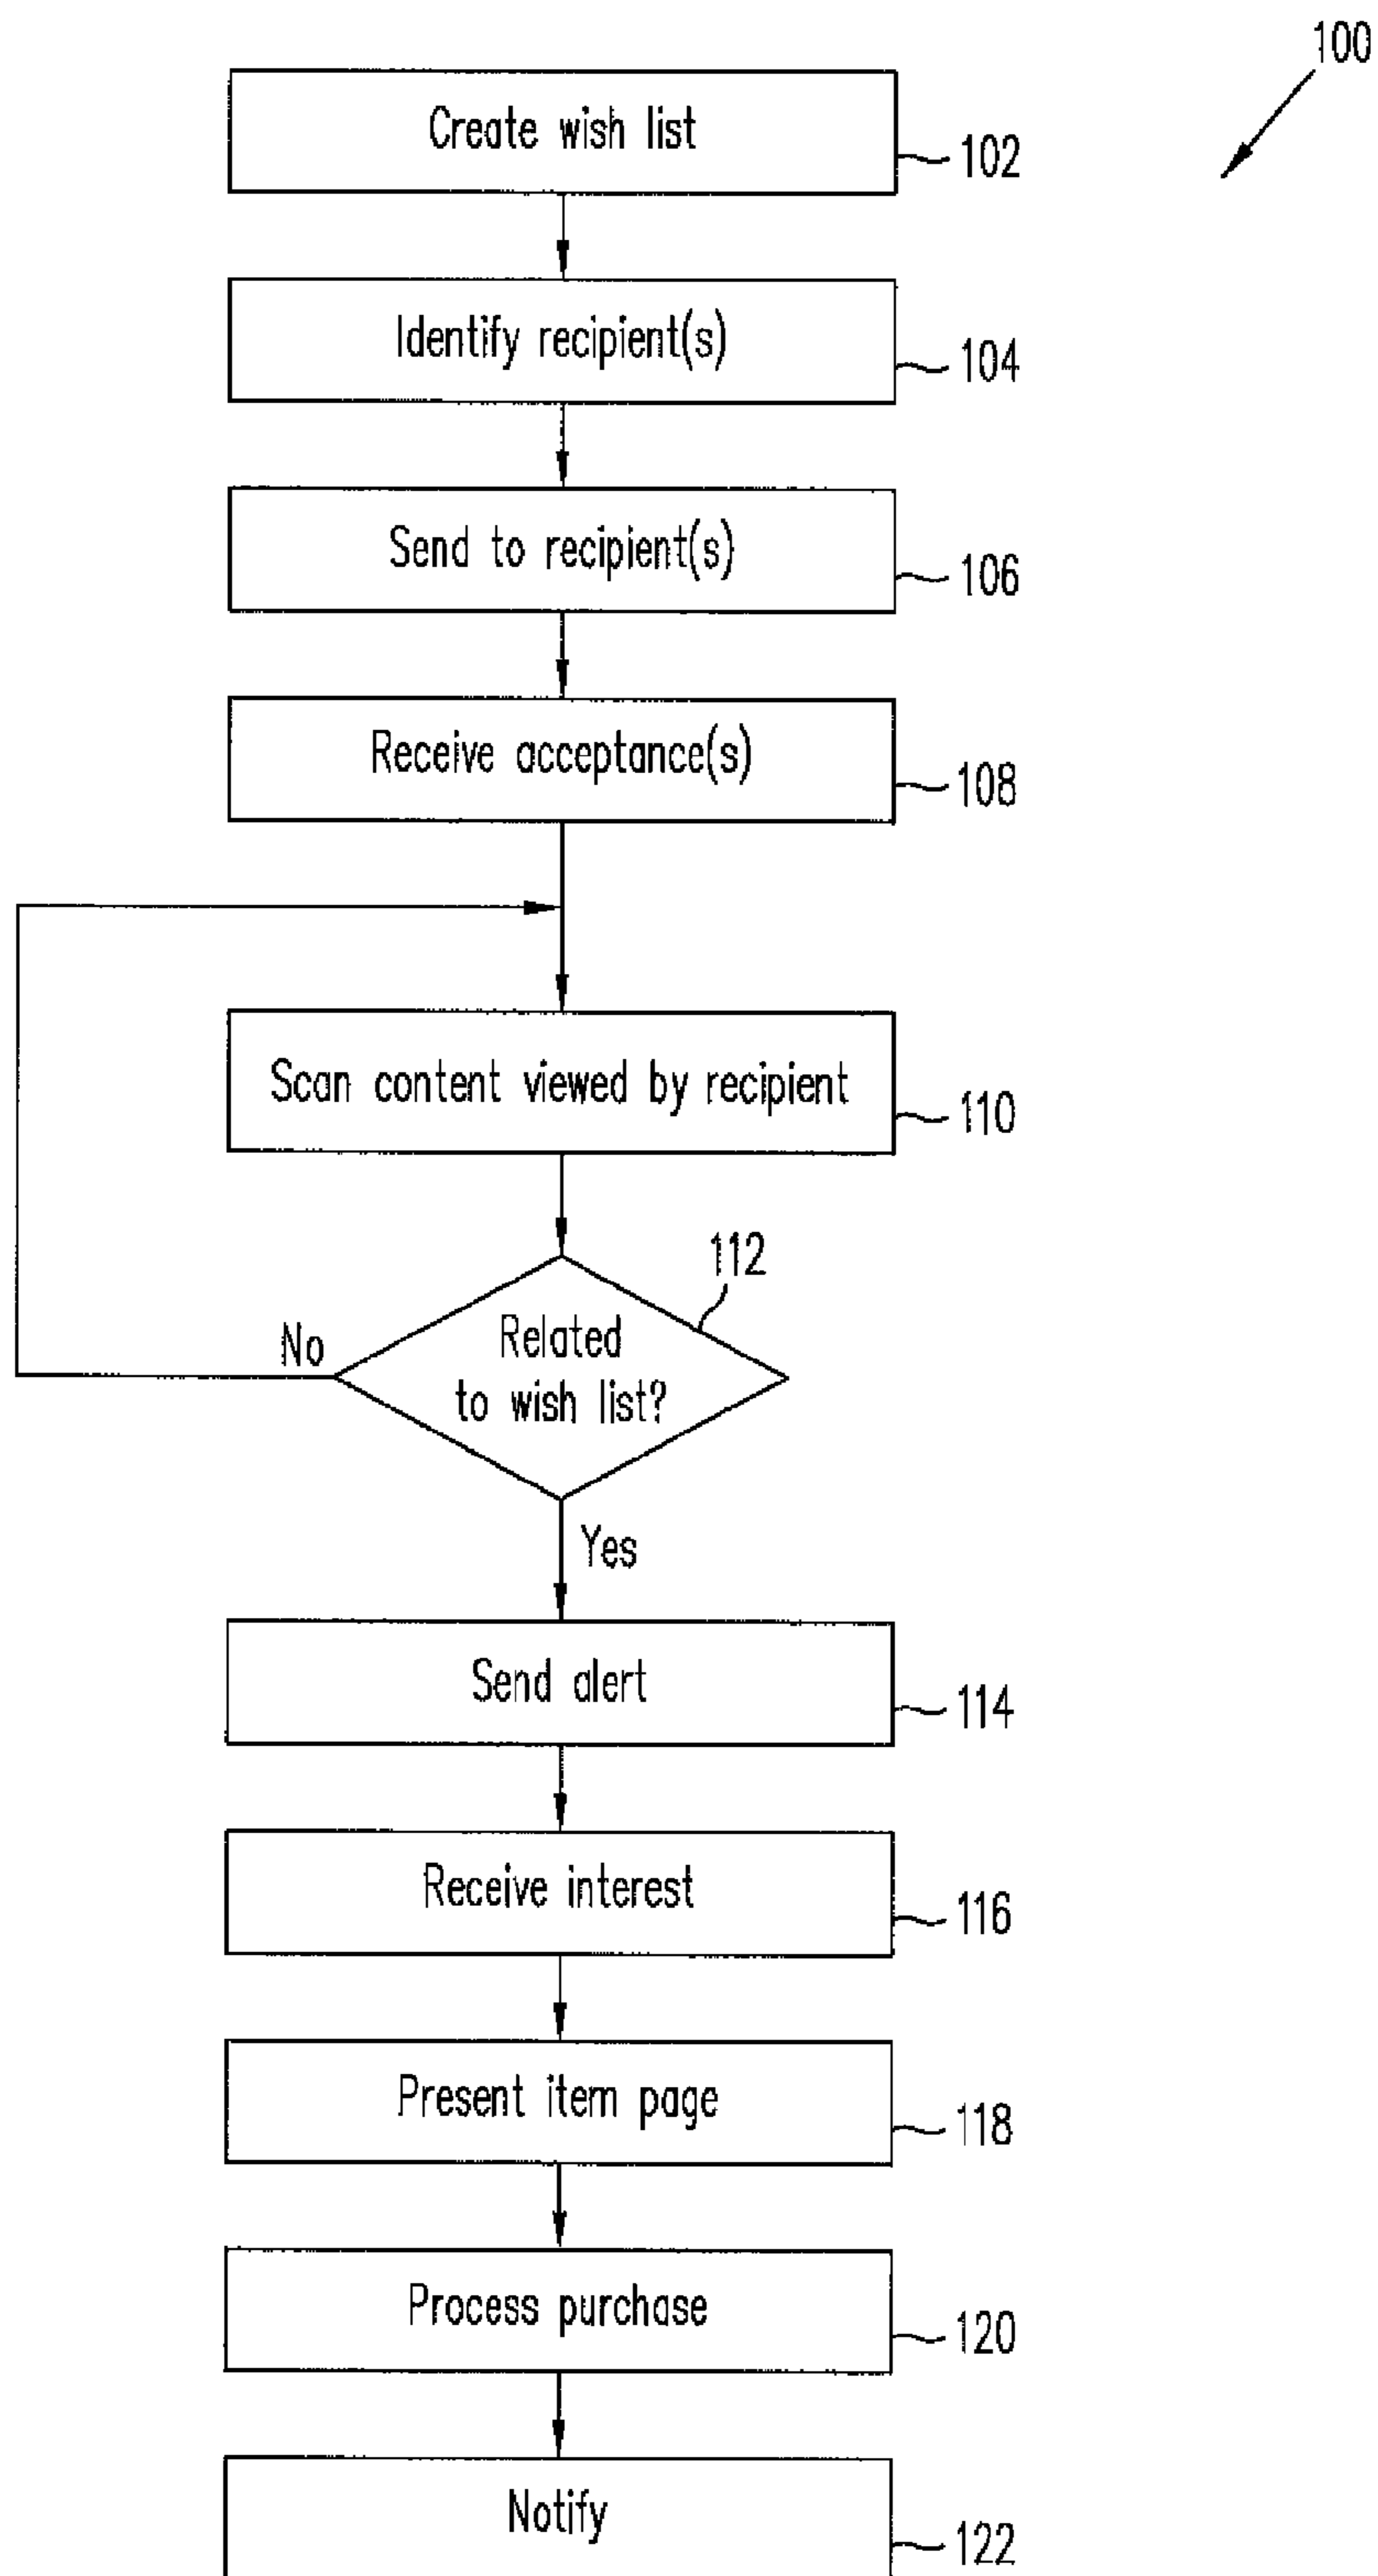 100
Create wish list
102
Identify recipient(s)
104
Send to recipient(s)
106
Receive acceptance(s)
108
Scan content viewed by recipient
110
112
Related
to wish list?
No
Yes
Send alert
114
Receive interest
116
Present item page
118
Process purchase
120
Notify
122